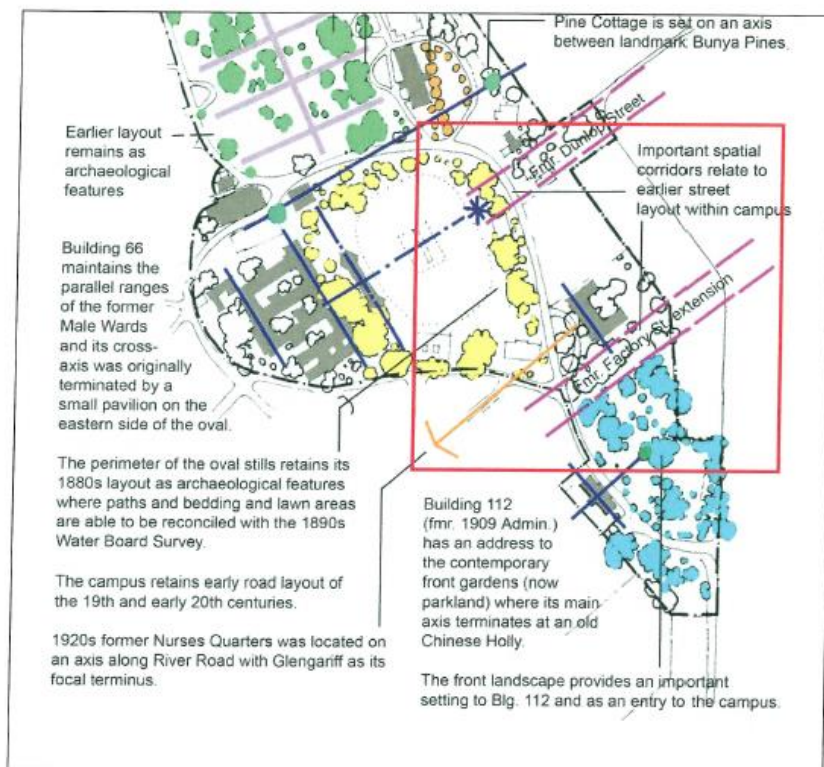 Pine Cottage is set on an axis
between landmark Bunya Pines.
Earlier layout
remains as
archaeological
features
Fmr. Dunlop Street
Important spatial
corridors relate to
earlier street
layout within campus
Building 66
maintains the
parallel ranges
of the former
Male Wards
and its cross-
axis was originally
terminated by a
small pavilion on the
eastern side of the oval.
Fmr. Factory St. extension
The perimeter of the oval stills retains its
1880s layout as archaeological features
where paths and bedding and lawn areas
are able to be reconciled with the 1890s
Water Board Survey.
The campus retains early road layout of
the 19th and early 20th centuries.
1920s former Nurses Quarters was located on
an axis along River Road with Glengariff as its
focal terminus.
Building 112
(fmr. 1909 Admin.)
has an address to
the contemporary
front gardens (now
parkland) where its main
axis terminates at an old
Chinese Holly.
The front landscape provides an important
setting to Blg. 112 and as an entry to the campus.